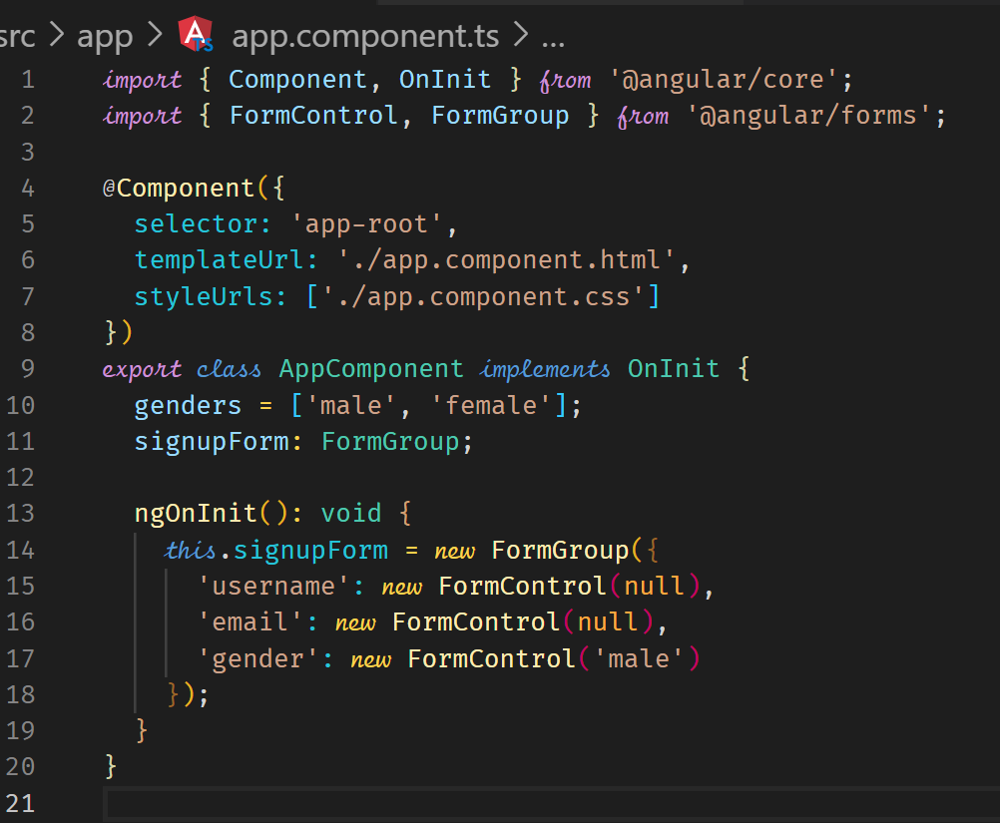 src > app > app.component.ts > ...
1 import { Component, OnInit } from '@angular/core';
2 import { FormControl, FormGroup } from '@angular/forms';
3
4 @Component({
5   selector: 'app-root',
6   templateUrl: './app.component.html',
7   styleUrls: ['./app.component.css']
8 })
9 export class AppComponent implements OnInit {
10   genders = ['male', 'female'];
11   signupForm: FormGroup;
12
13   ngOnInit(): void {
14     this.signupForm = new FormGroup({
15       'username': new FormControl(null),
16       'email': new FormControl(null),
17       'gender': new FormControl('male')
18     });
19   }
20 }
21